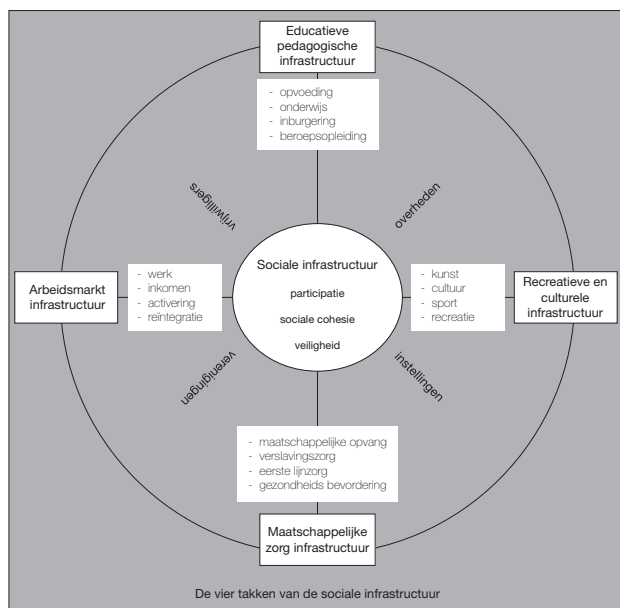 Educatieve
pedagogische
infrastructuur
- opvoeding
- onderwijs
- inburgering
- beroepsopleiding
vrijwilligers
overheden
Arbeidsmarkt
infrastructuur
- werk
- inkomen
- activering
- reïntegratie
Sociale infrastructuur
participatie
sociale cohesie
veiligheid
- kunst
- cultuur
- sport
- recreatie
Recreatieve en
culturele
infrastructuur
verenigingen
instellingen
- maatschappelijke opvang
- verslavingszorg
- eerste lijnzorg
- gezondheids bevordering
Maatschappelijke
zorg infrastructuur
De vier takken van de sociale infrastructuur